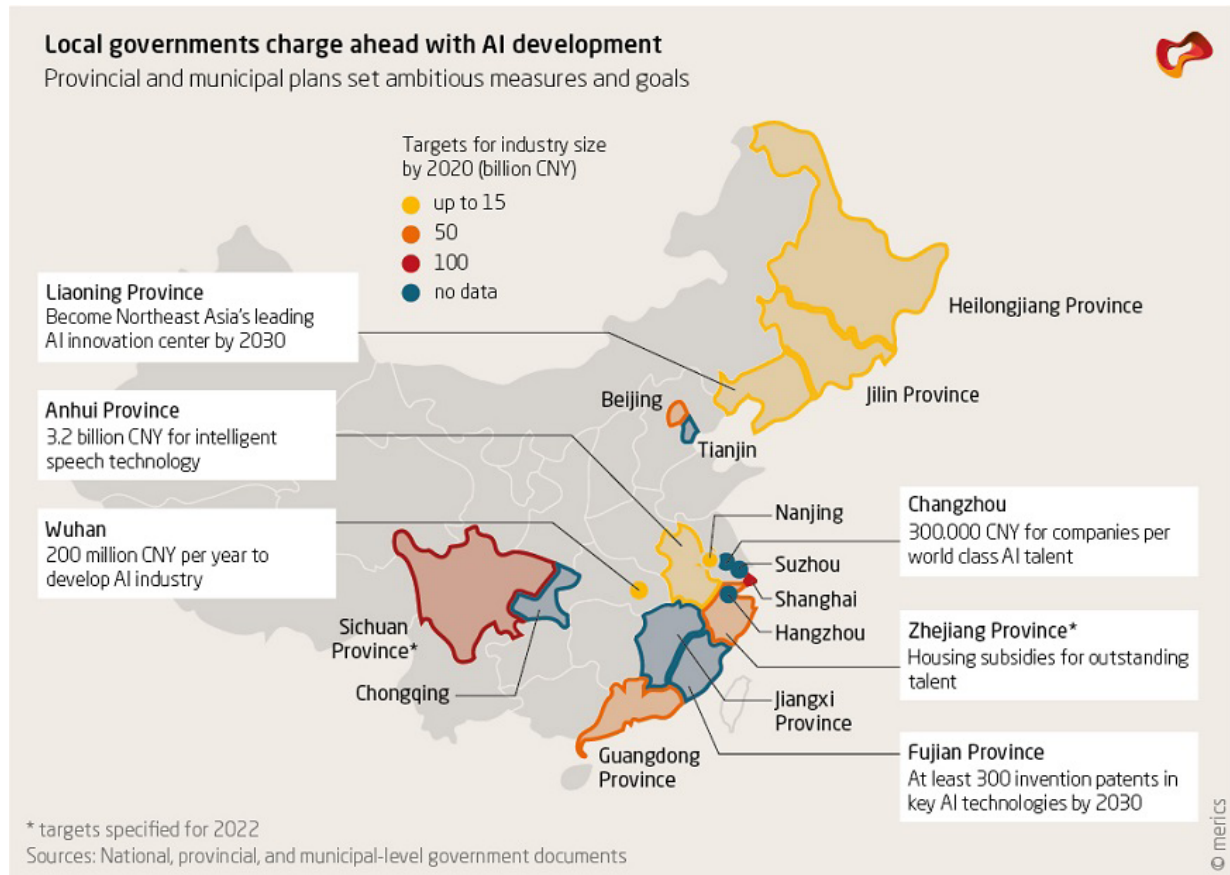 Local governments charge ahead with AI development
Provincial and municipal plans set ambitious measures and goals
Targets for industry size
by 2020 (billion CNY)
up to 15
50
100
no data
Liaoning Province
Become Northeast Asia's leading
AI innovation center by 2030
Anhui Province
3.2 billion CNY for intelligent
speech technology
Wuhan
200 million CNY per year to
develop AI industry
Heilongjiang Province
Jilin Province
Beijing
Tianjin
Nanjing
Suzhou
Shanghai
Hangzhou
Jiangxi
Province
Sichuan
Province*
Chongqing
Guangdong
Province
Changzhou
300.000 CNY for companies per
world class AI talent
Zhejiang Province*
Housing subsidies for outstanding
talent
Fujian Province
At least 300 invention patents in
key AI technologies by 2030
* targets specified for 2022
Sources: National, provincial, and municipal-level government documents
© merics